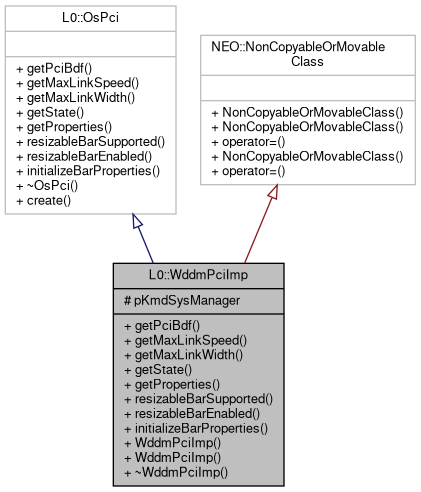 L0::OsPci
+ getPciBdf()
+ getMaxLinkSpeed()
+ getMaxLinkWidth()
+ getState()
+ getProperties()
+ resizableBarSupported()
+ resizableBarEnabled()
+ initializeBarProperties()
+ ~OsPci()
+ create()
NEO::NonCopyableOrMovable
Class
+ NonCopyableOrMovableClass()
+ NonCopyableOrMovableClass()
+ operator=()
+ NonCopyableOrMovableClass()
+ operator=()
L0::WddmPciImp
# pKmdSysManager
+ getPciBdf()
+ getMaxLinkSpeed()
+ getMaxLinkWidth()
+ getState()
+ getProperties()
+ resizableBarSupported()
+ resizableBarEnabled()
+ initializeBarProperties()
+ WddmPciImp()
+ WddmPciImp()
+ ~WddmPciImp()